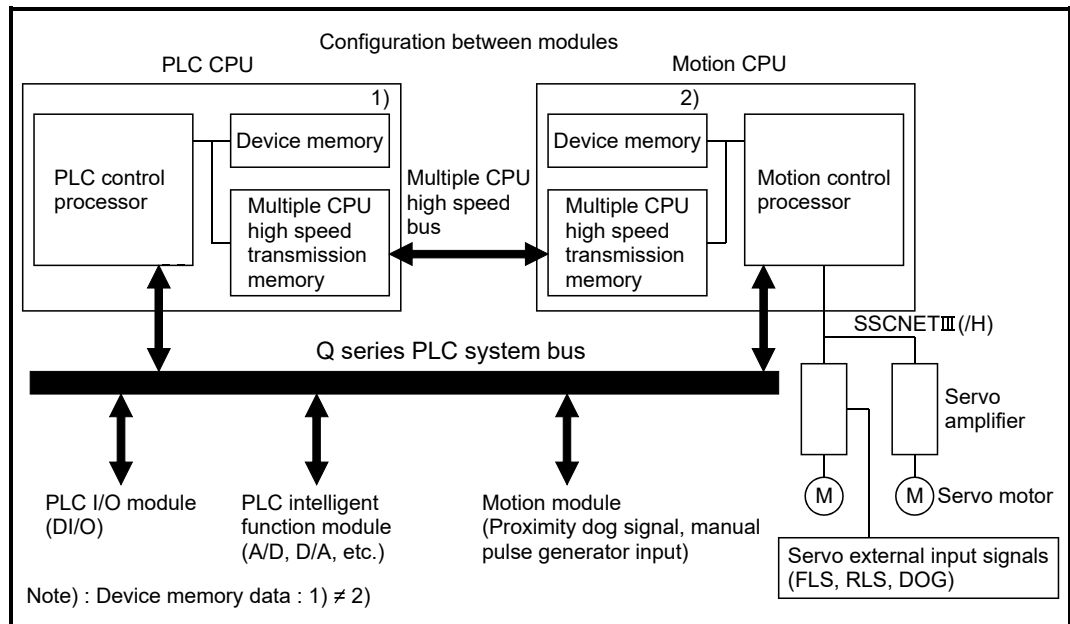 Configuration between modules
PLC CPU
Motion CPU
1)
2)
PLC control
processor
Device memory
Multiple CPU
high speed
transmission
memory
Multiple CPU
high speed
bus
Device memory
Multiple CPU
high speed
transmission
memory
Motion control
processor
SSCNETⅢ(/H)
Q series PLC system bus
Servo
amplifier
PLC I/O module
(DI/O)
PLC intelligent
function module
(A/D, D/A, etc.)
Motion module
(Proximity dog signal, manual
pulse generator input)
M
M
Servo motor
Servo external input signals
(FLS, RLS, DOG)
Note) : Device memory data : 1) ≠ 2)